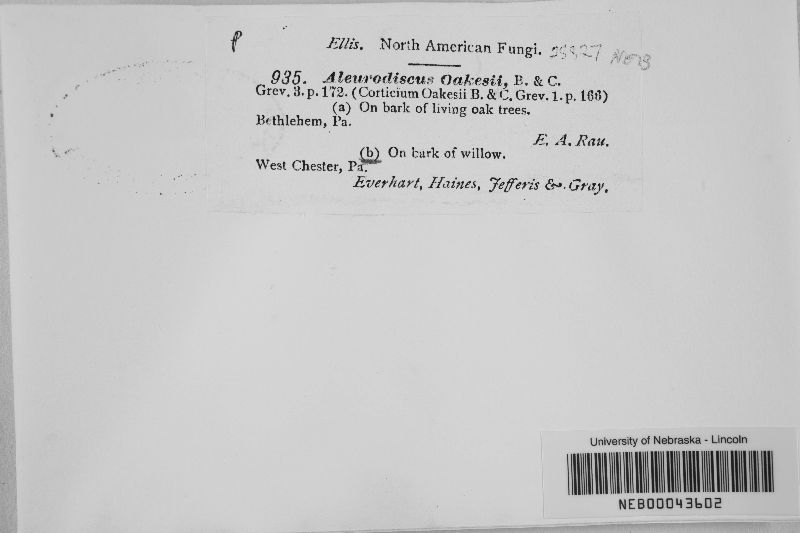 P
Ellis. North American Fungi. 25827 NEB
935. Aleurodiscus Oakesii, B. & C.
Grev. 3. p. 172. (Corticium Oakesii B. & C. Grev. 1. p. 166)
(a) On bark of living oak trees.
Bethlehem, Pa.
E. A. Rau.
(b) On bark of willow.
West Chester, Pa.
Everhart, Haines, Jefferis & Gray.
University of Nebraska - Lincoln
NEB00043602